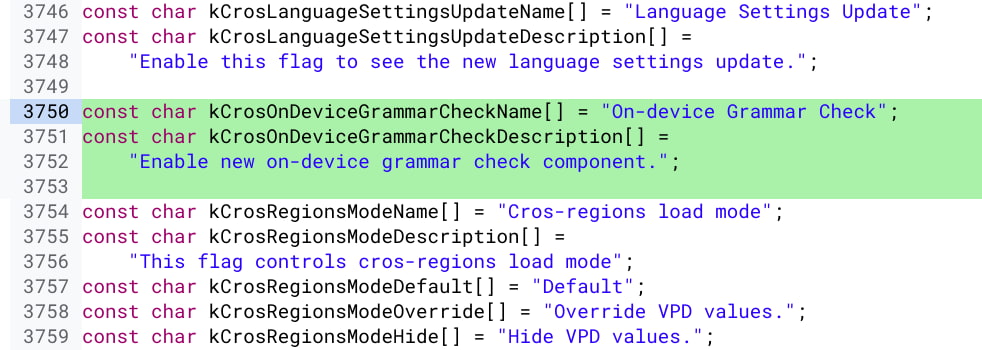 3746 const char kCrosLanguageSettingsUpdateName[] = "Language Settings Update";
3747 const char kCrosLanguageSettingsUpdateDescription[] =
3748     "Enable this flag to see the new language settings update.";
3749
3750 const char kCrosOnDeviceGrammarCheckName[] = "On-device Grammar Check";
3751 const char kCrosOnDeviceGrammarCheckDescription[] =
3752     "Enable new on-device grammar check component.";
3753
3754 const char kCrosRegionsModeName[] = "Cros-regions load mode";
3755 const char kCrosRegionsModeDescription[] =
3756     "This flag controls cros-regions load mode";
3757 const char kCrosRegionsModeDefault[] = "Default";
3758 const char kCrosRegionsModeOverride[] = "Override VPD values.";
3759 const char kCrosRegionsModeHide[] = "Hide VPD values.";